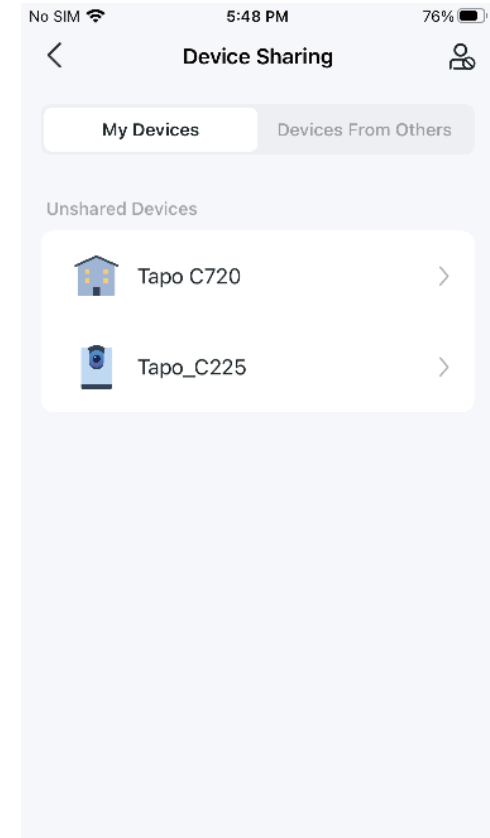 No SIM 5:48 PM 76%
Device Sharing
My Devices Devices From Others
Unshared Devices
Tapo C720
Tapo_C225